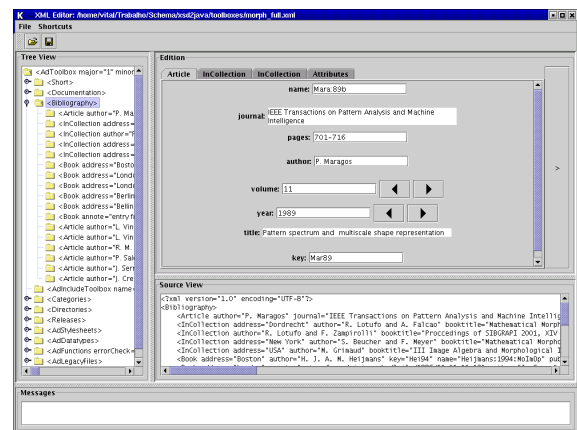 XML Editor: /home/vital/Trabalho/Schema/xsd2java/toolboxes/morph_full.xml
File Shortcuts
Tree View
<AdToolbox major="1" minor
<Short>
<Documentation>
<Bibliography>
<Article author="P. Ma
<InCollection address=
<InCollection author="R
<InCollection address=
<InCollection address=
<Book address="Bosto
<Book address="Londo
<Book address="Londo
<Book address="Berlin
<Book address="Bellin
<Book annote="entry fr
<Article author="L. Vin
<Article author="L. Vin
<Article author="R. M.
<Article author="P. Sale
<Article author="J. Serr
<Article author="J. Cre
<AdIncludeToolbox name=
<Categories>
<Directories>
<Releases>
<AdStylesheets>
<AdDatatypes>
<AdFunctions errorCheck=
<AdLegacyFiles>
Edition
Article InCollection InCollection Attributes
name: Mara:89b
journal: IEEE Transactions on Pattern Analysis and Machine
Intelligence
pages: 701-716
author: P. Maragos
volume: 11
year: 1989
title: Pattern spectrum and multiscale shape representation
key: Mar89
>
Source View
<?xml version="1.0" encoding="UTF-8"?>
<Bibliography>
<Article author="P. Maragos" journal="IEEE Transactions on Pattern Analysis and Machine Intellig
<InCollection address="Dordrecht" author="R. Lotufo and A. Falcao" booktitle="Mathematical Morph
<InCollection author="R. Lotufo and F. Zampirolli" booktitle="Proccedings of SIBGRAPI 2001, XIV
<InCollection address="New York" author="S. Beucher and F. Meyer" booktitle="Mathematical Morpho
<InCollection address="USA" author="M. Grimaud" booktitle="III Image Algebra and Morphological I
<Book address="Boston" author="H. J. A. M. Heijmans" key="Hei94" name="Heijmans:1994:MoImOp" pub
Messages